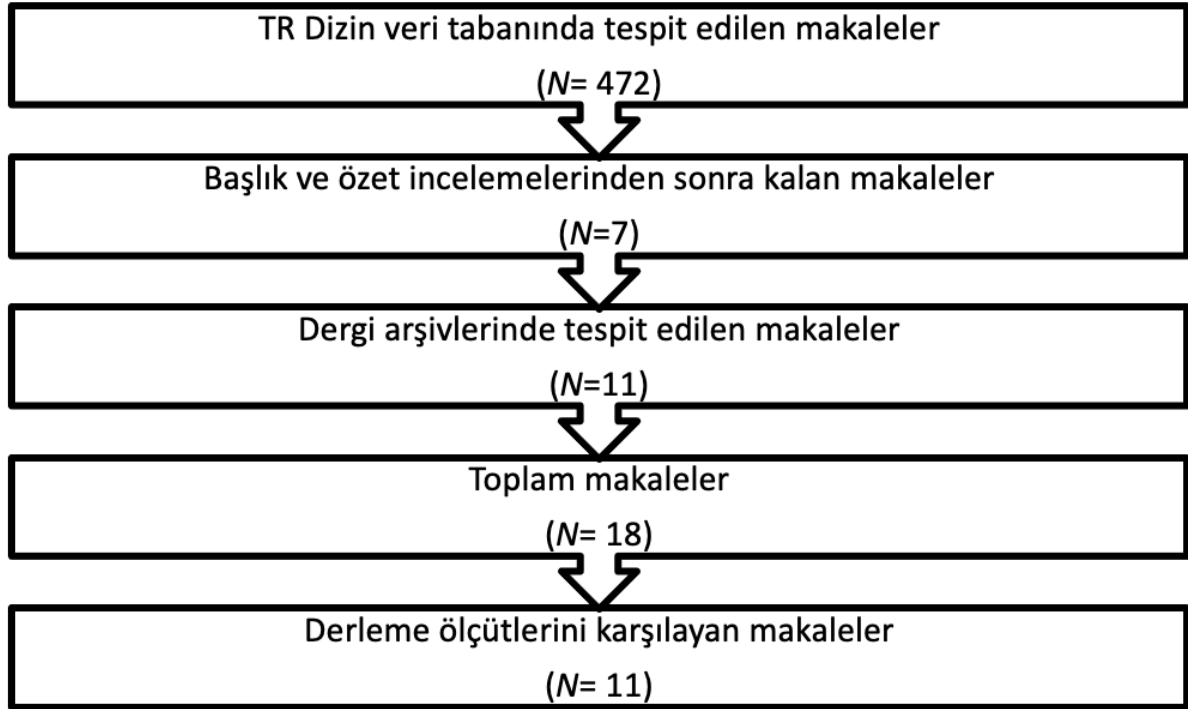 TR Dizin veri tabanında tespit edilen makaleler
(N= 472)
Başlık ve özet incelemelerinden sonra kalan makaleler
(N=7)
Dergi arşivlerinde tespit edilen makaleler
(N=11)
Toplam makaleler
(N= 18)
Derleme ölçütlerini karşılayan makaleler
(N= 11)